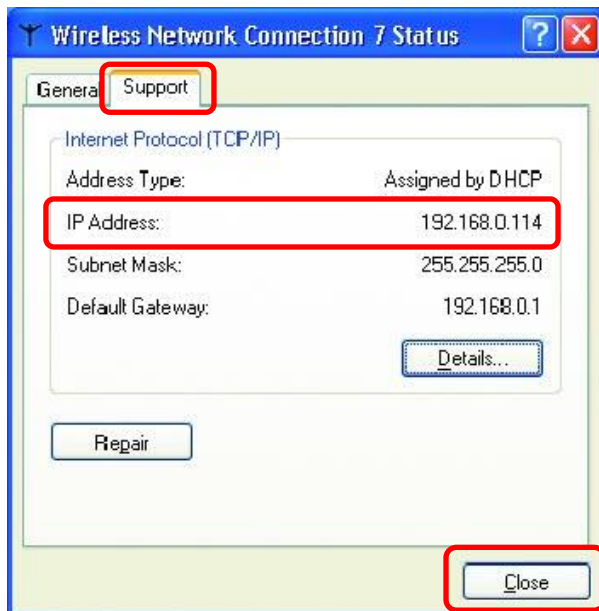 Wireless Network Connection 7 Status
General Support
Internet Protocol (TCP/IP)
Address Type: Assigned by DHCP
IP Address: 192.168.0.114
Subnet Mask: 255.255.255.0
Default Gateway: 192.168.0.1
Details...
Repair
Close